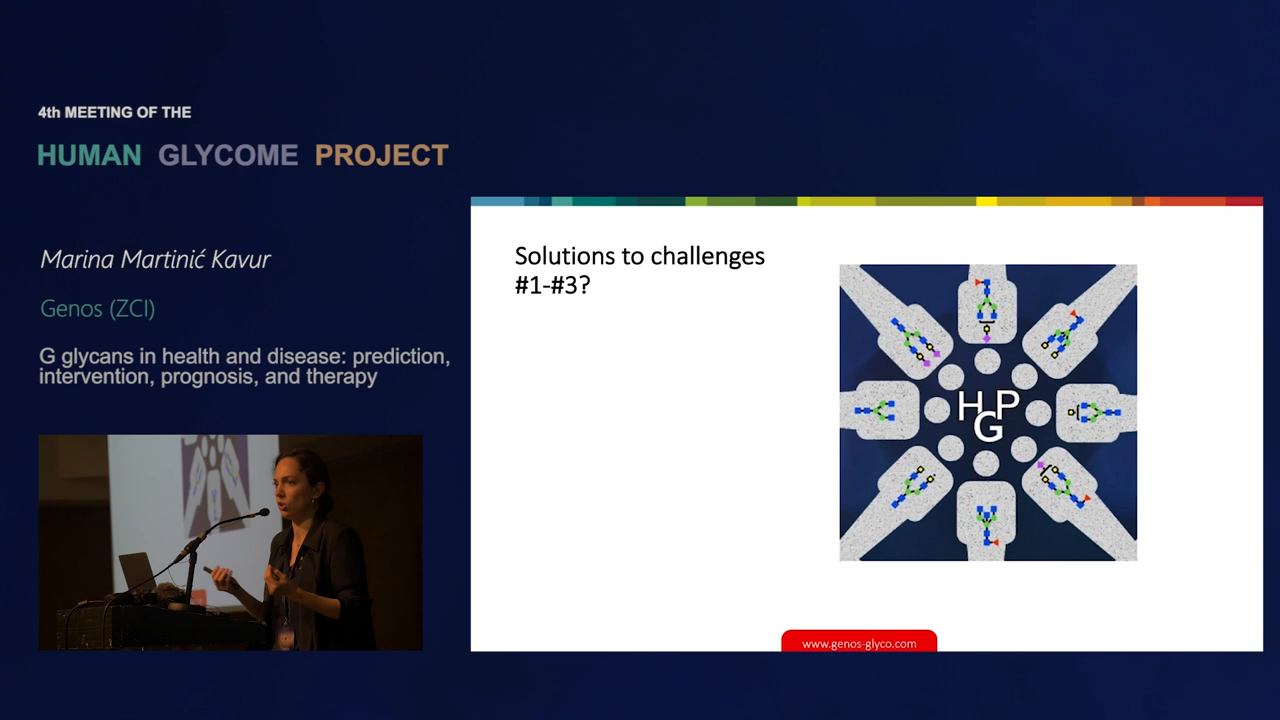 4th MEETING OF THE
HUMAN GLYCOME PROJECT
Marina Martinić Kavur
Genos (ZCI)
G glycans in health and disease: prediction,
intervention, prognosis, and therapy
Solutions to challenges
#1-#3?
H P
G
www.genos-glyco.com